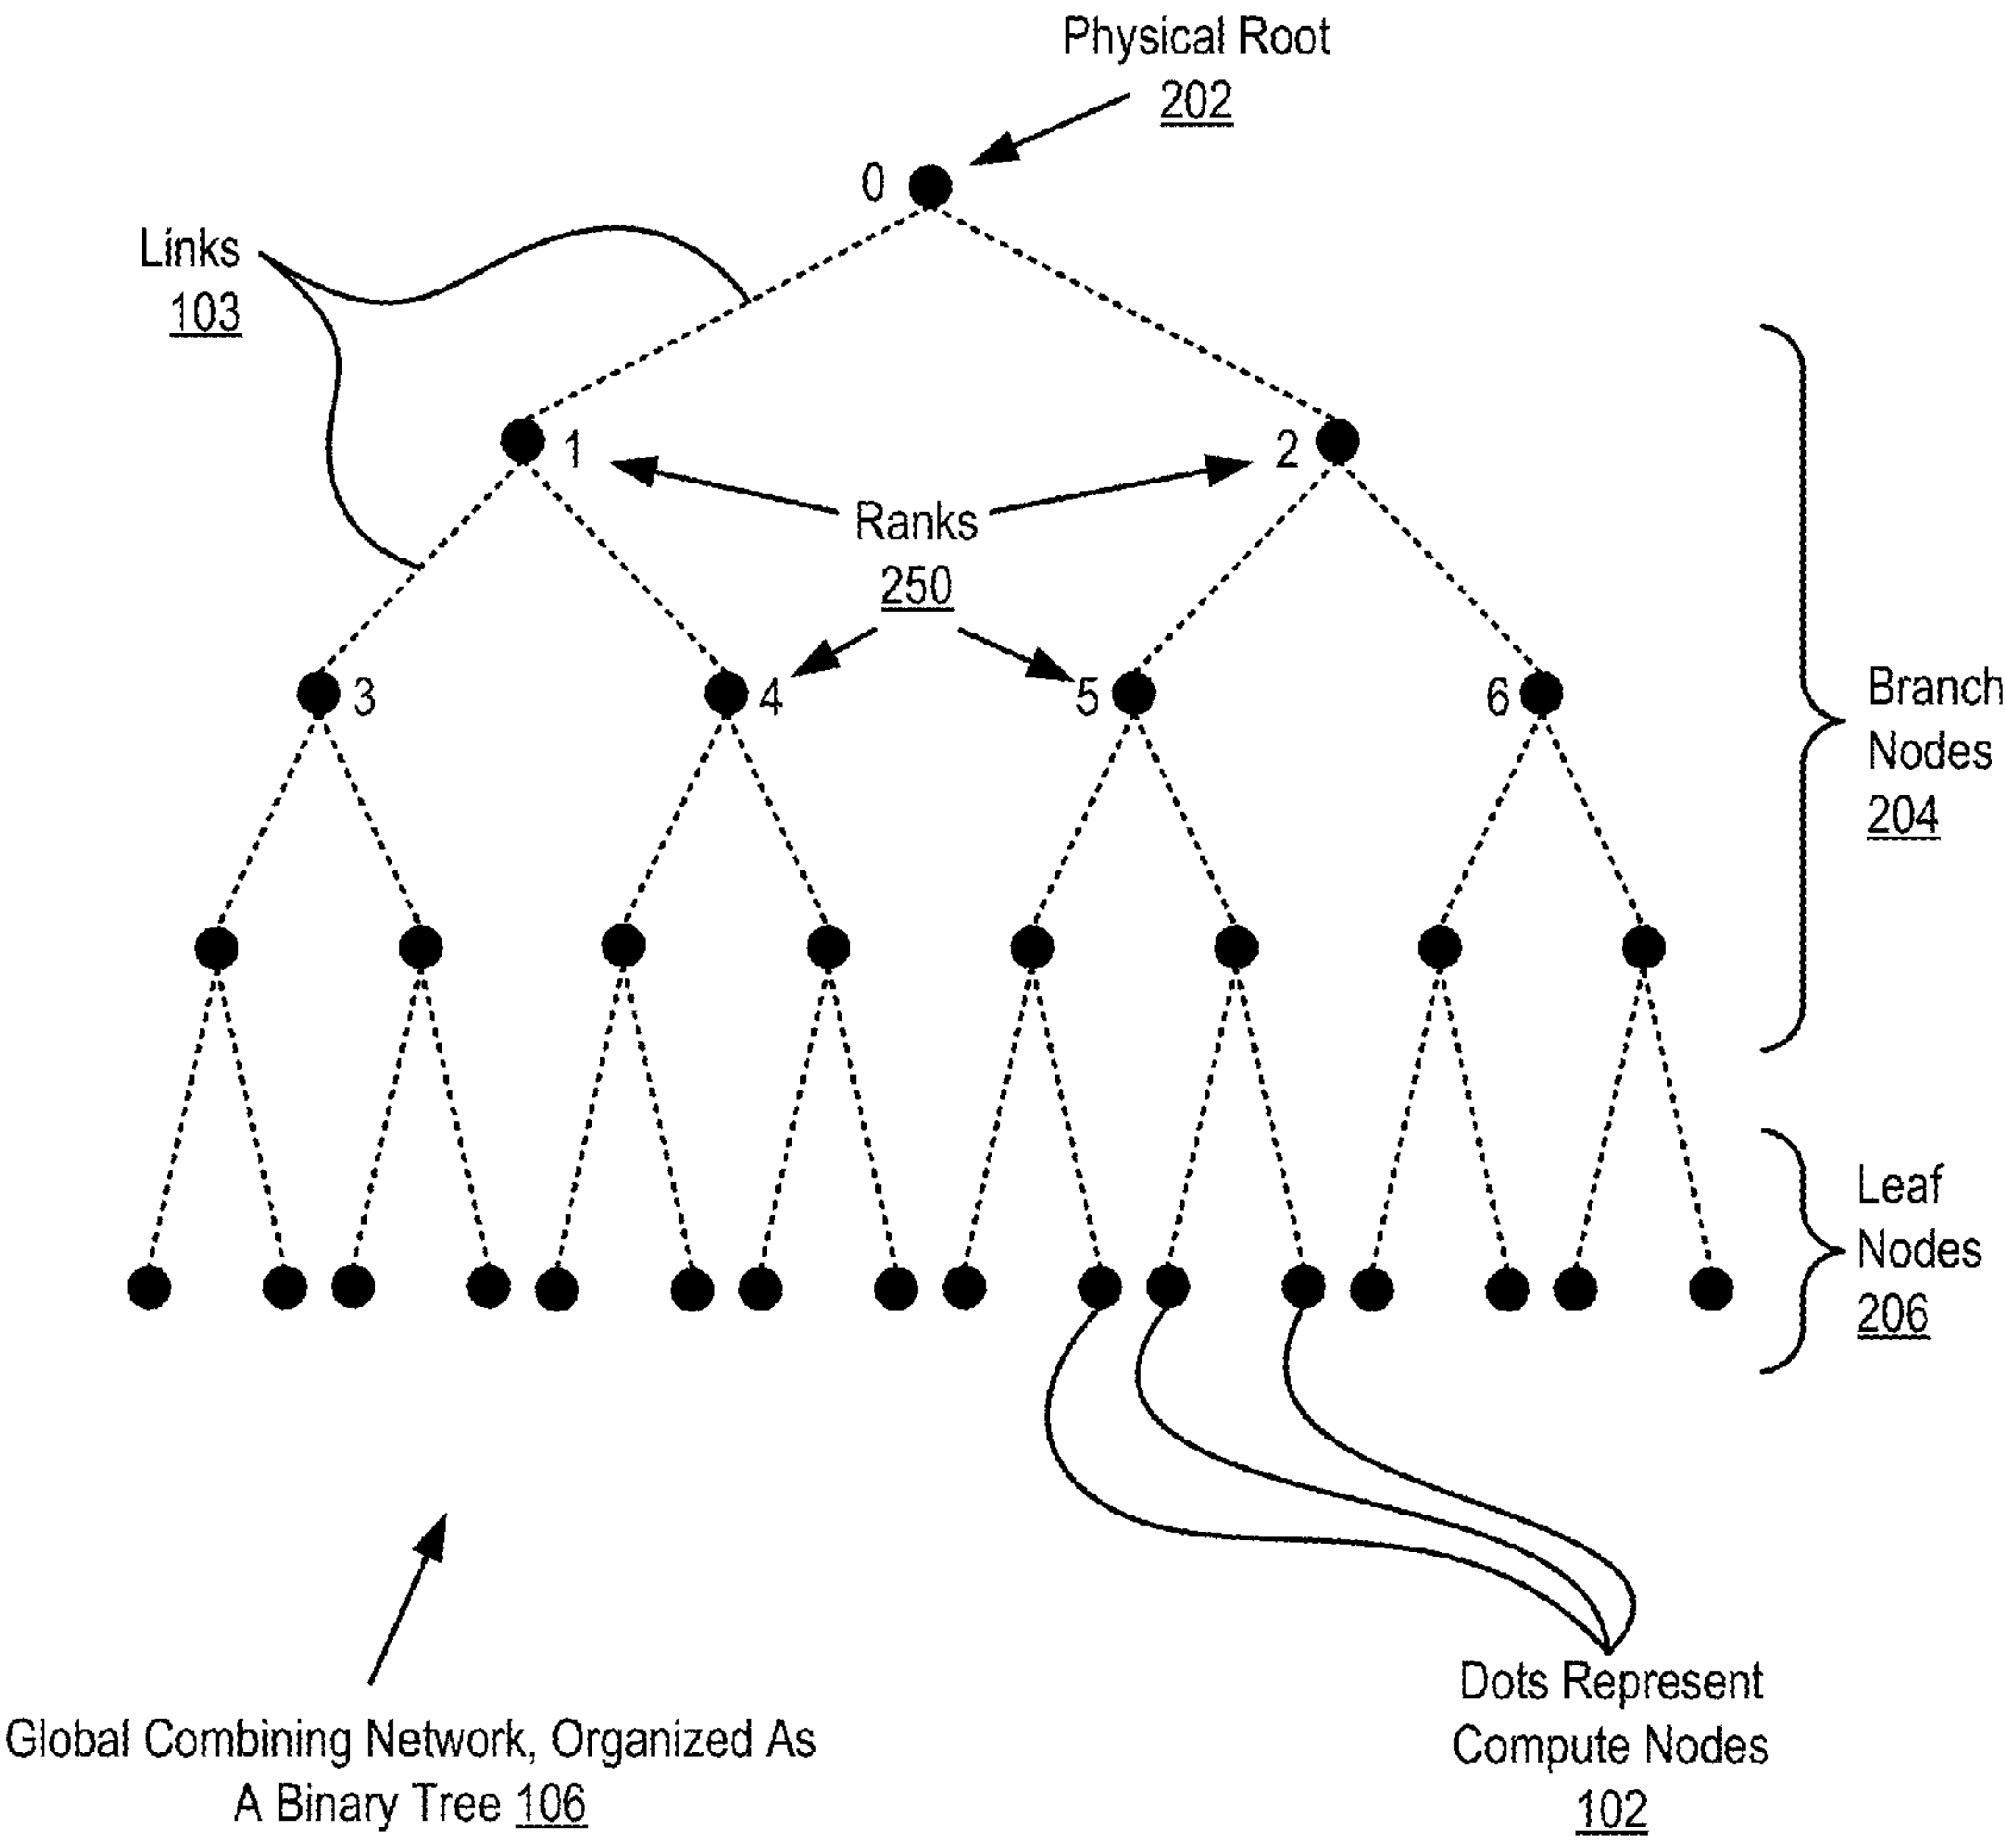 Physical Root
202
0
Links
103
1
2
Ranks
250
3
4
5
6
Branch
Nodes
204
Leaf
Nodes
206
Dots Represent
Compute Nodes
102
Global Combining Network, Organized As
A Binary Tree 106